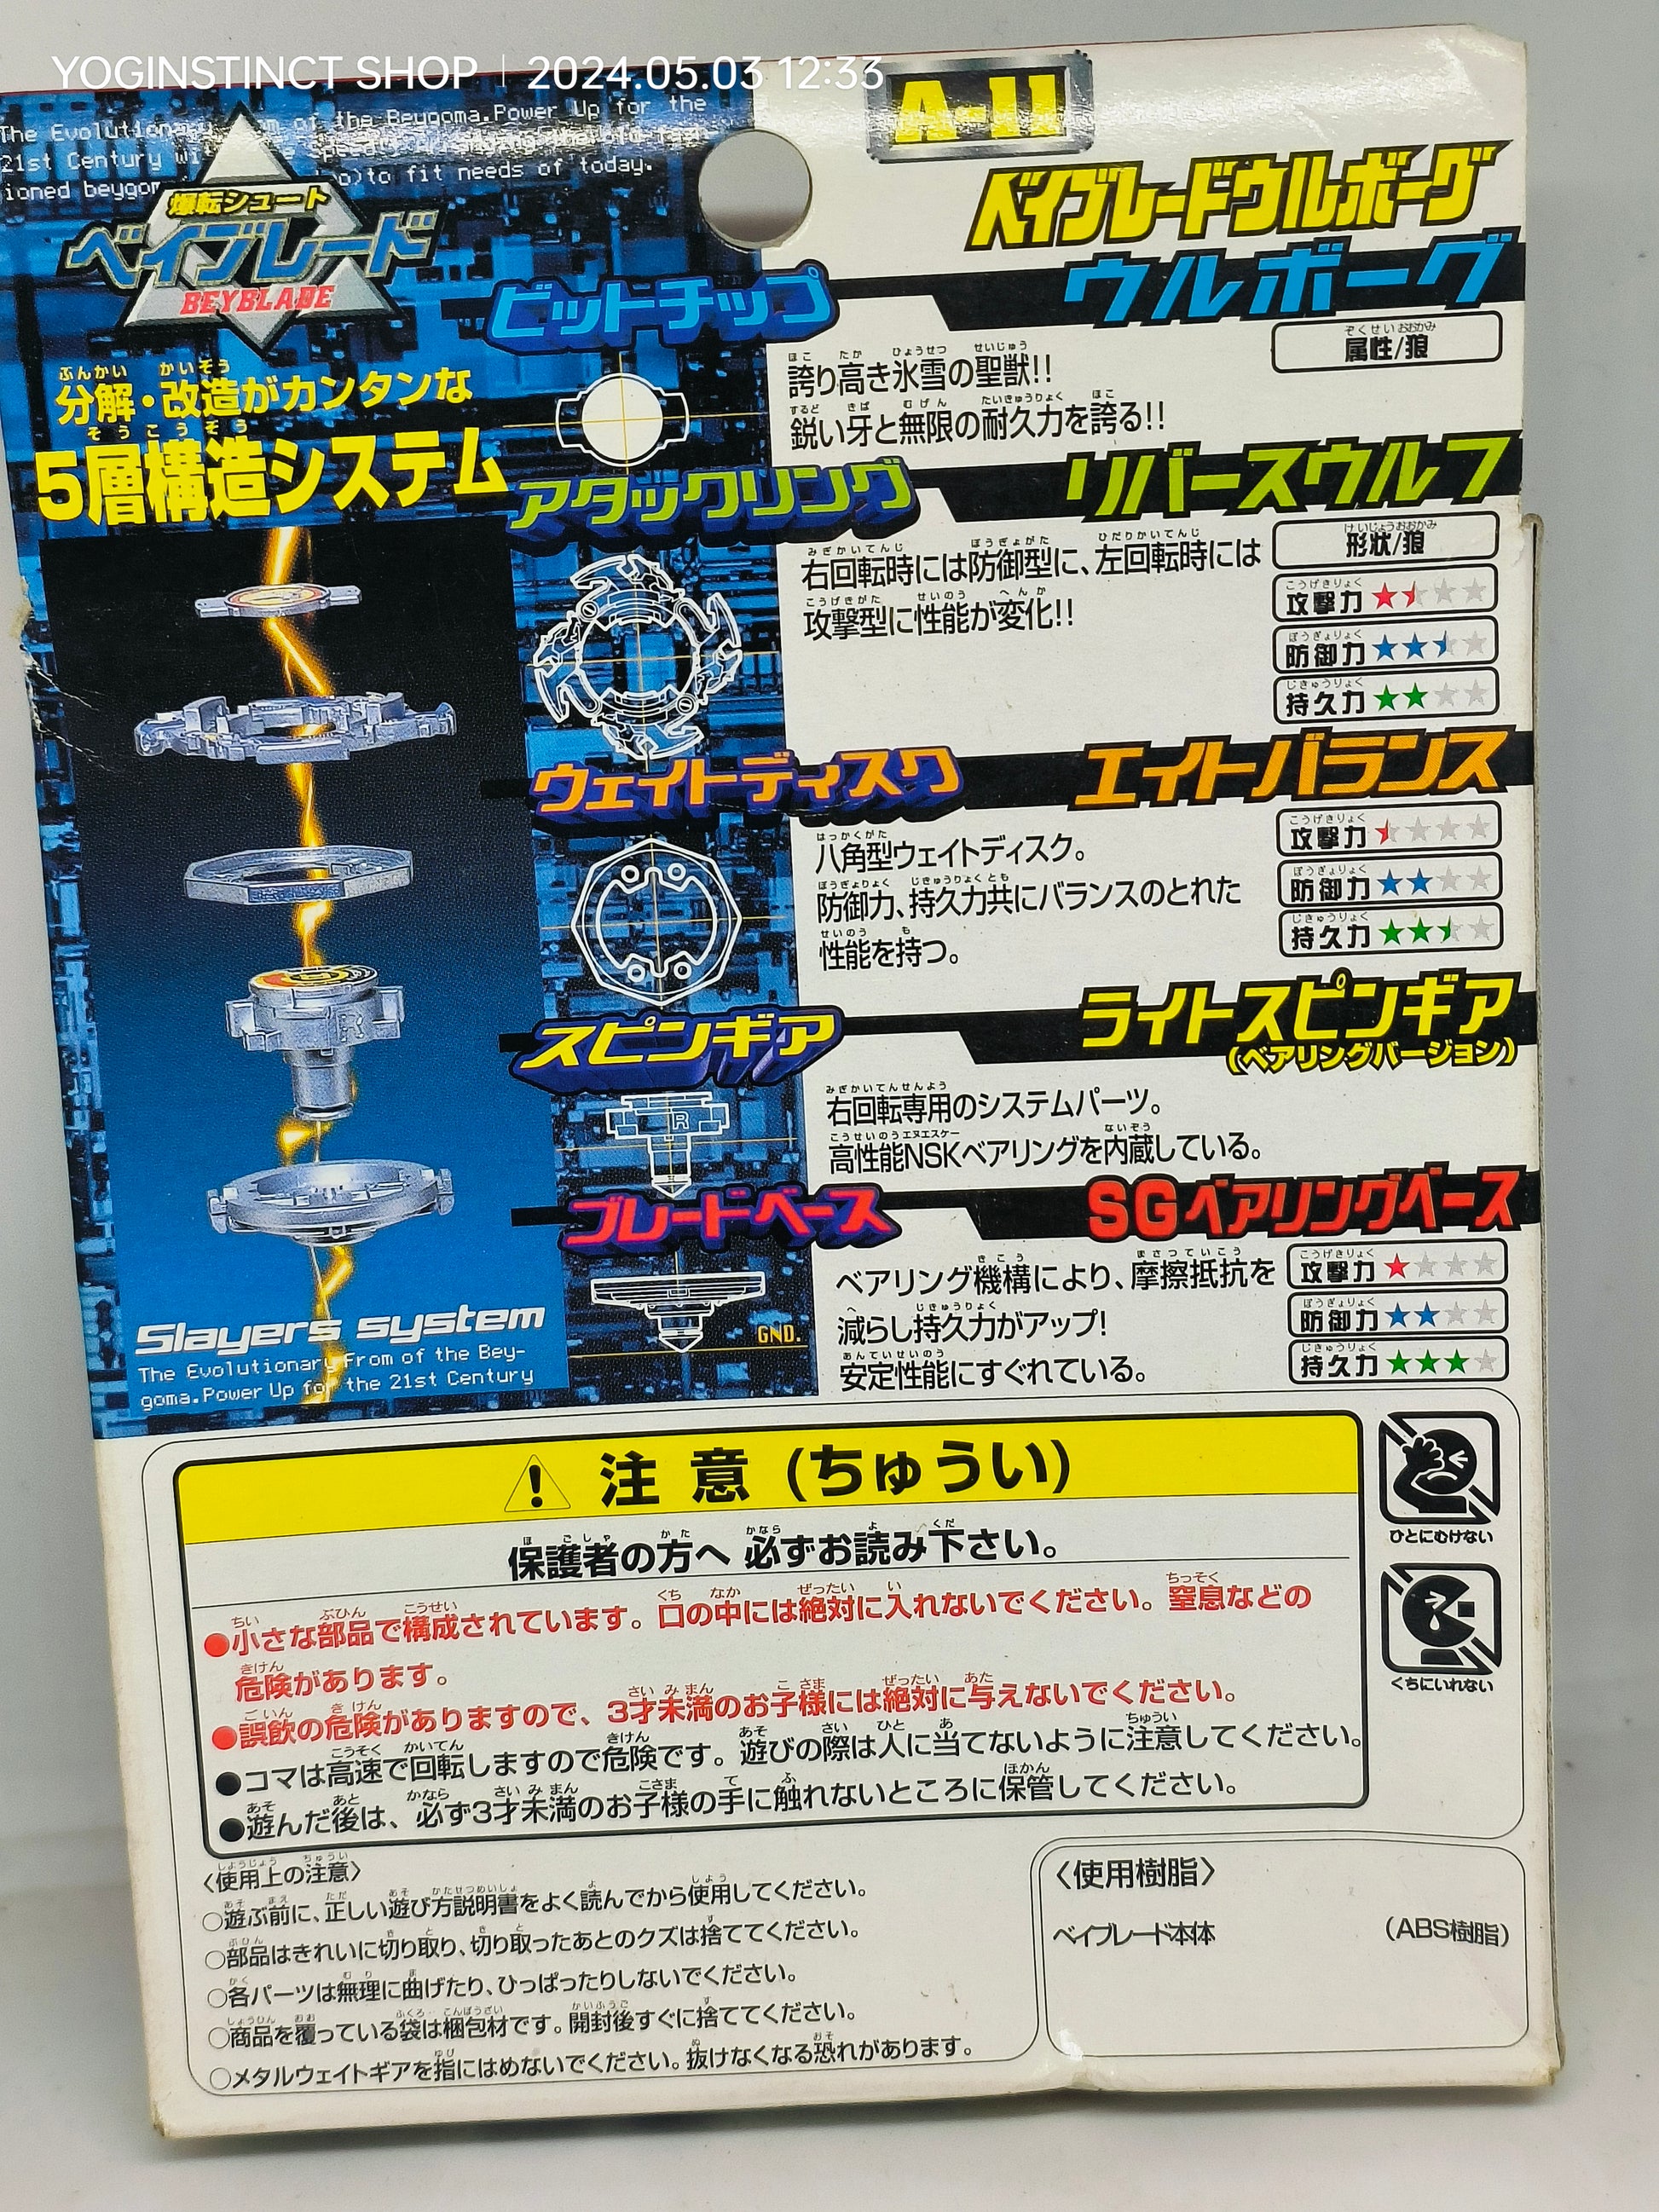 YOGINSTINCT SHOP | 2024.05.03 12:33
A-11
The Evolutionary of the Beygoma.Power Up for the
21st Century
ioned beygom to fit needs of today.
爆転シュート
ベイブレード
BEYBLADE
分解・改造がカンタンな
5層構造システム
Slayers system
The Evolutionary From of the Bey-
goma.Power Up for the 21st Century
ベイブレードウルボーグ
ビットチップ
ウルボーグ
属性/狼
誇り高き氷雪の聖獣!!
鋭い牙と無限の耐久力を誇る!!
アタックリング
リバースウルフ
形状/狼
右回転時には防御型に、左回転時には
攻撃型に性能が変化!!
攻撃力
防御力
持久力
ウェイトディスク
エイトバランス
八角型ウェイトディスク。
防御力、持久力共にバランスのとれた
性能を持つ。
攻撃力
防御力
持久力
スピンギア
ライトスピンギア
(ベアリングバージョン)
右回転専用のシステムパーツ。
高性能NSKベアリングを内蔵している。
R
ブレードベース
SGベアリングベース
ベアリング機構により、摩擦抵抗を
減らし持久力がアップ!
安定性能にすぐれている。
攻撃力
防御力
持久力
GND.
注意(ちゅうい)
保護者の方へ 必ずお読み下さい。
●小さな部品で構成されています。口の中には絶対に入れないでください。窒息などの
危険があります。
●誤飲の危険がありますので、3才未満のお子様には絶対に与えないでください。
●コマは高速で回転しますので危険です。遊びの際は人に当てないように注意してください。
●遊んだ後は、必ず3才未満のお子様の手に触れないところに保管してください。
ひとにむけない
くちにいれない
〈使用上の注意〉
○遊ぶ前に、正しい遊び方説明書をよく読んでから使用してください。
○部品はきれいに切り取り、切り取ったあとのクズは捨ててください。
○各パーツは無理に曲げたり、ひっぱったりしないでください。
○商品を覆っている袋は梱包材です。開封後すぐに捨ててください。
○メタルウェイトギアを指にはめないでください。抜けなくなる恐れがあります。
〈使用樹脂〉
ベイブレード本体 (ABS樹脂)